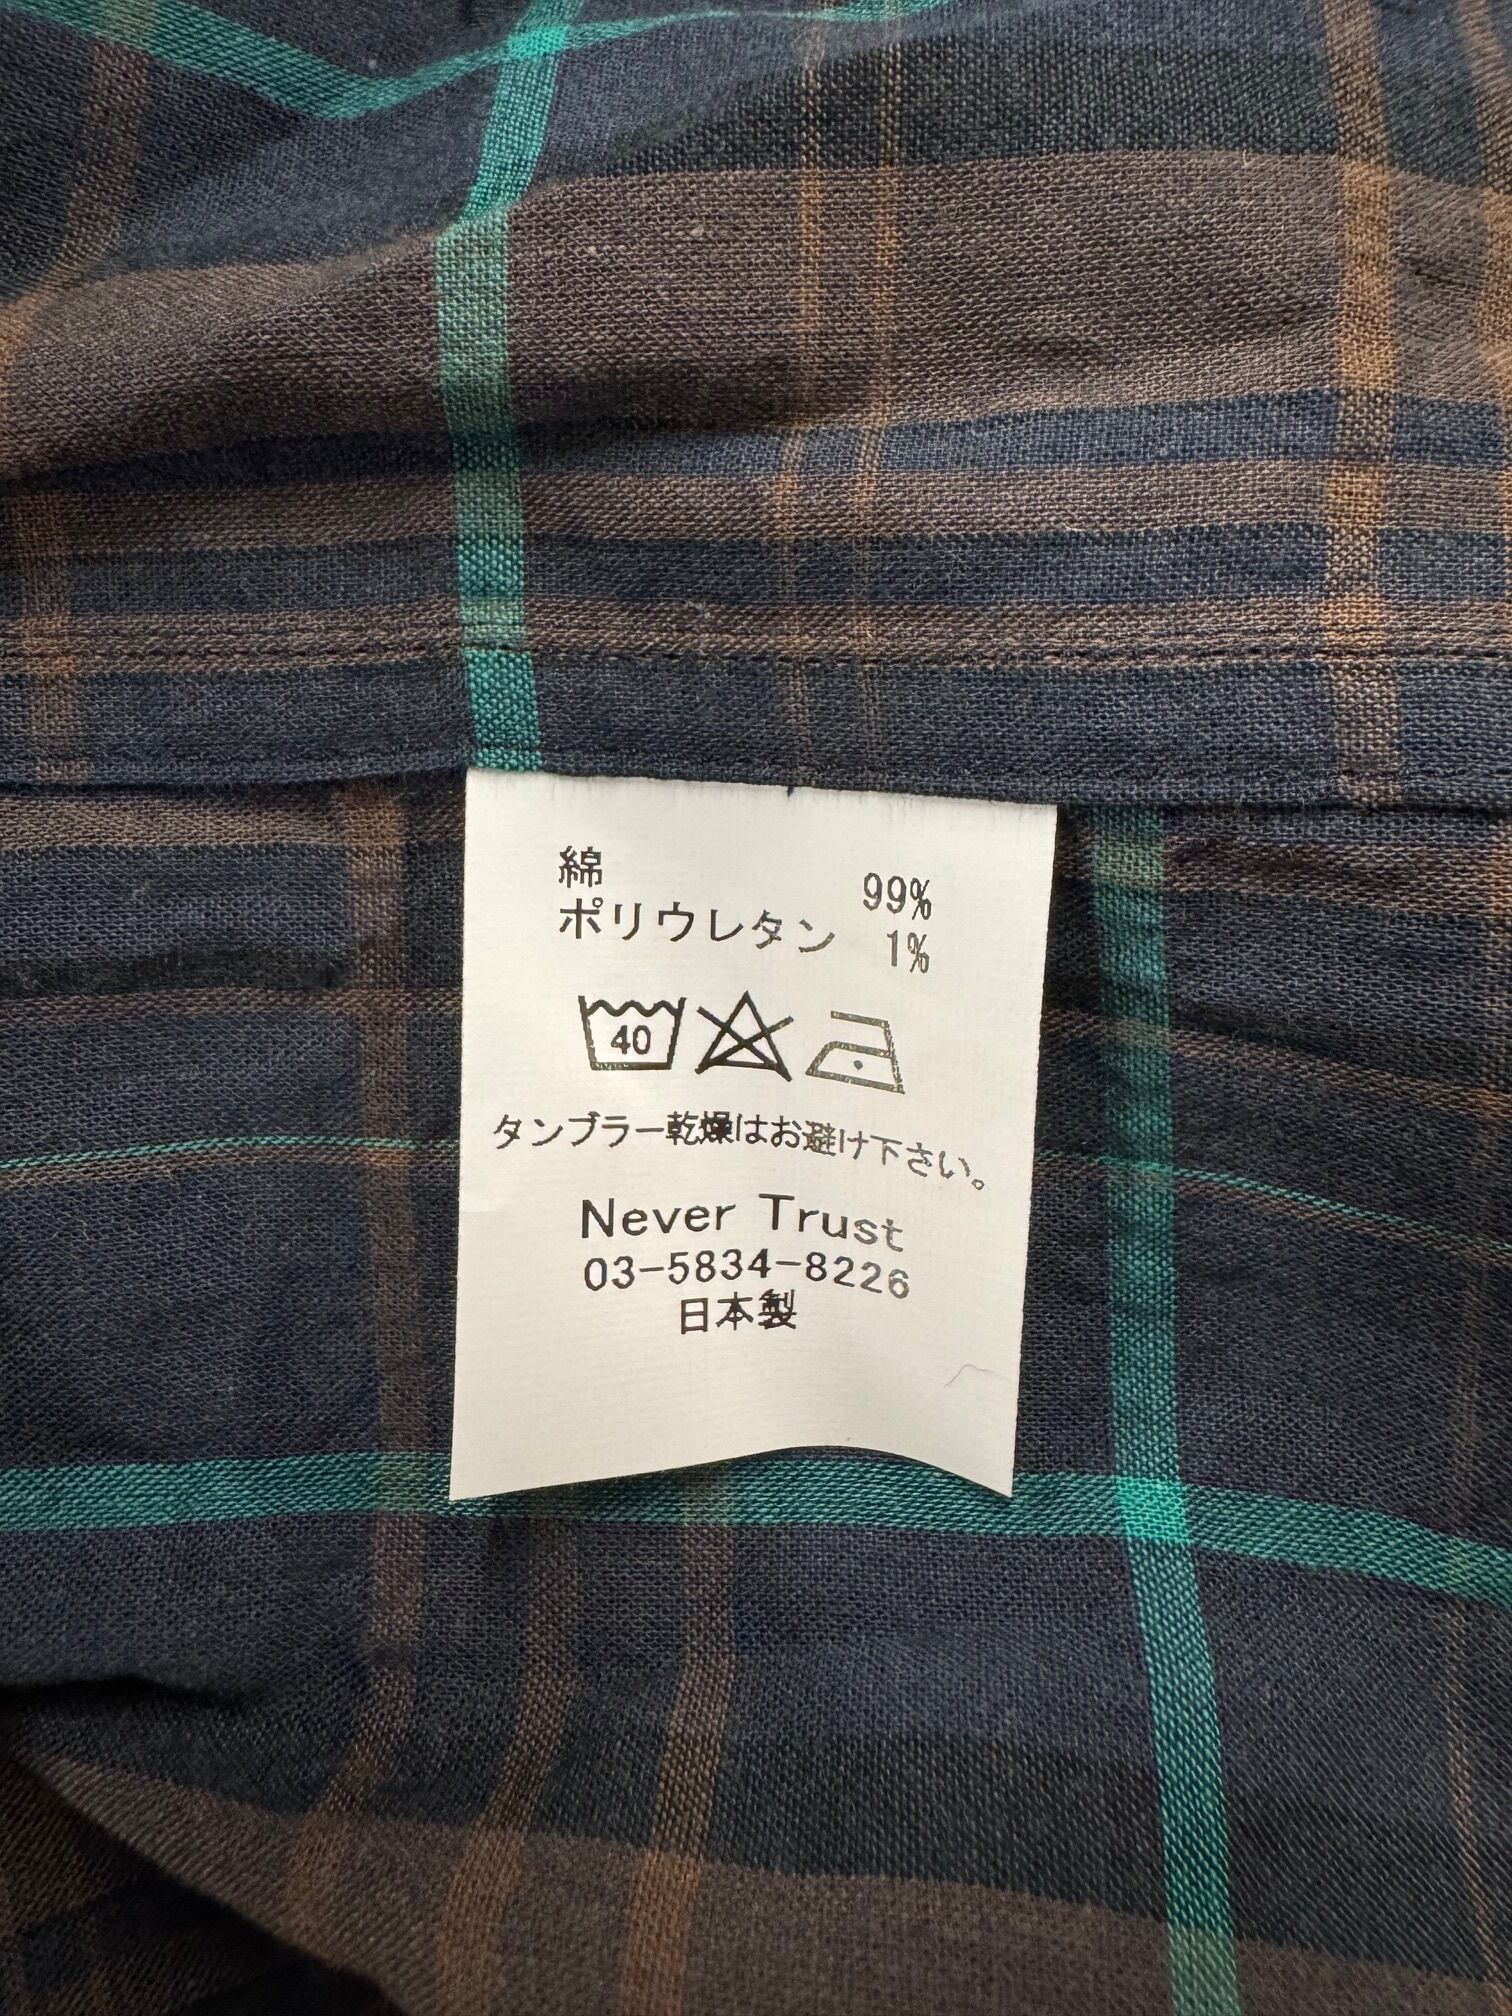 綿 99%
ポリウレタン 1%
40
タンブラー乾燥はお避け下さい。
Never Trust
03-5834-8226
日本製